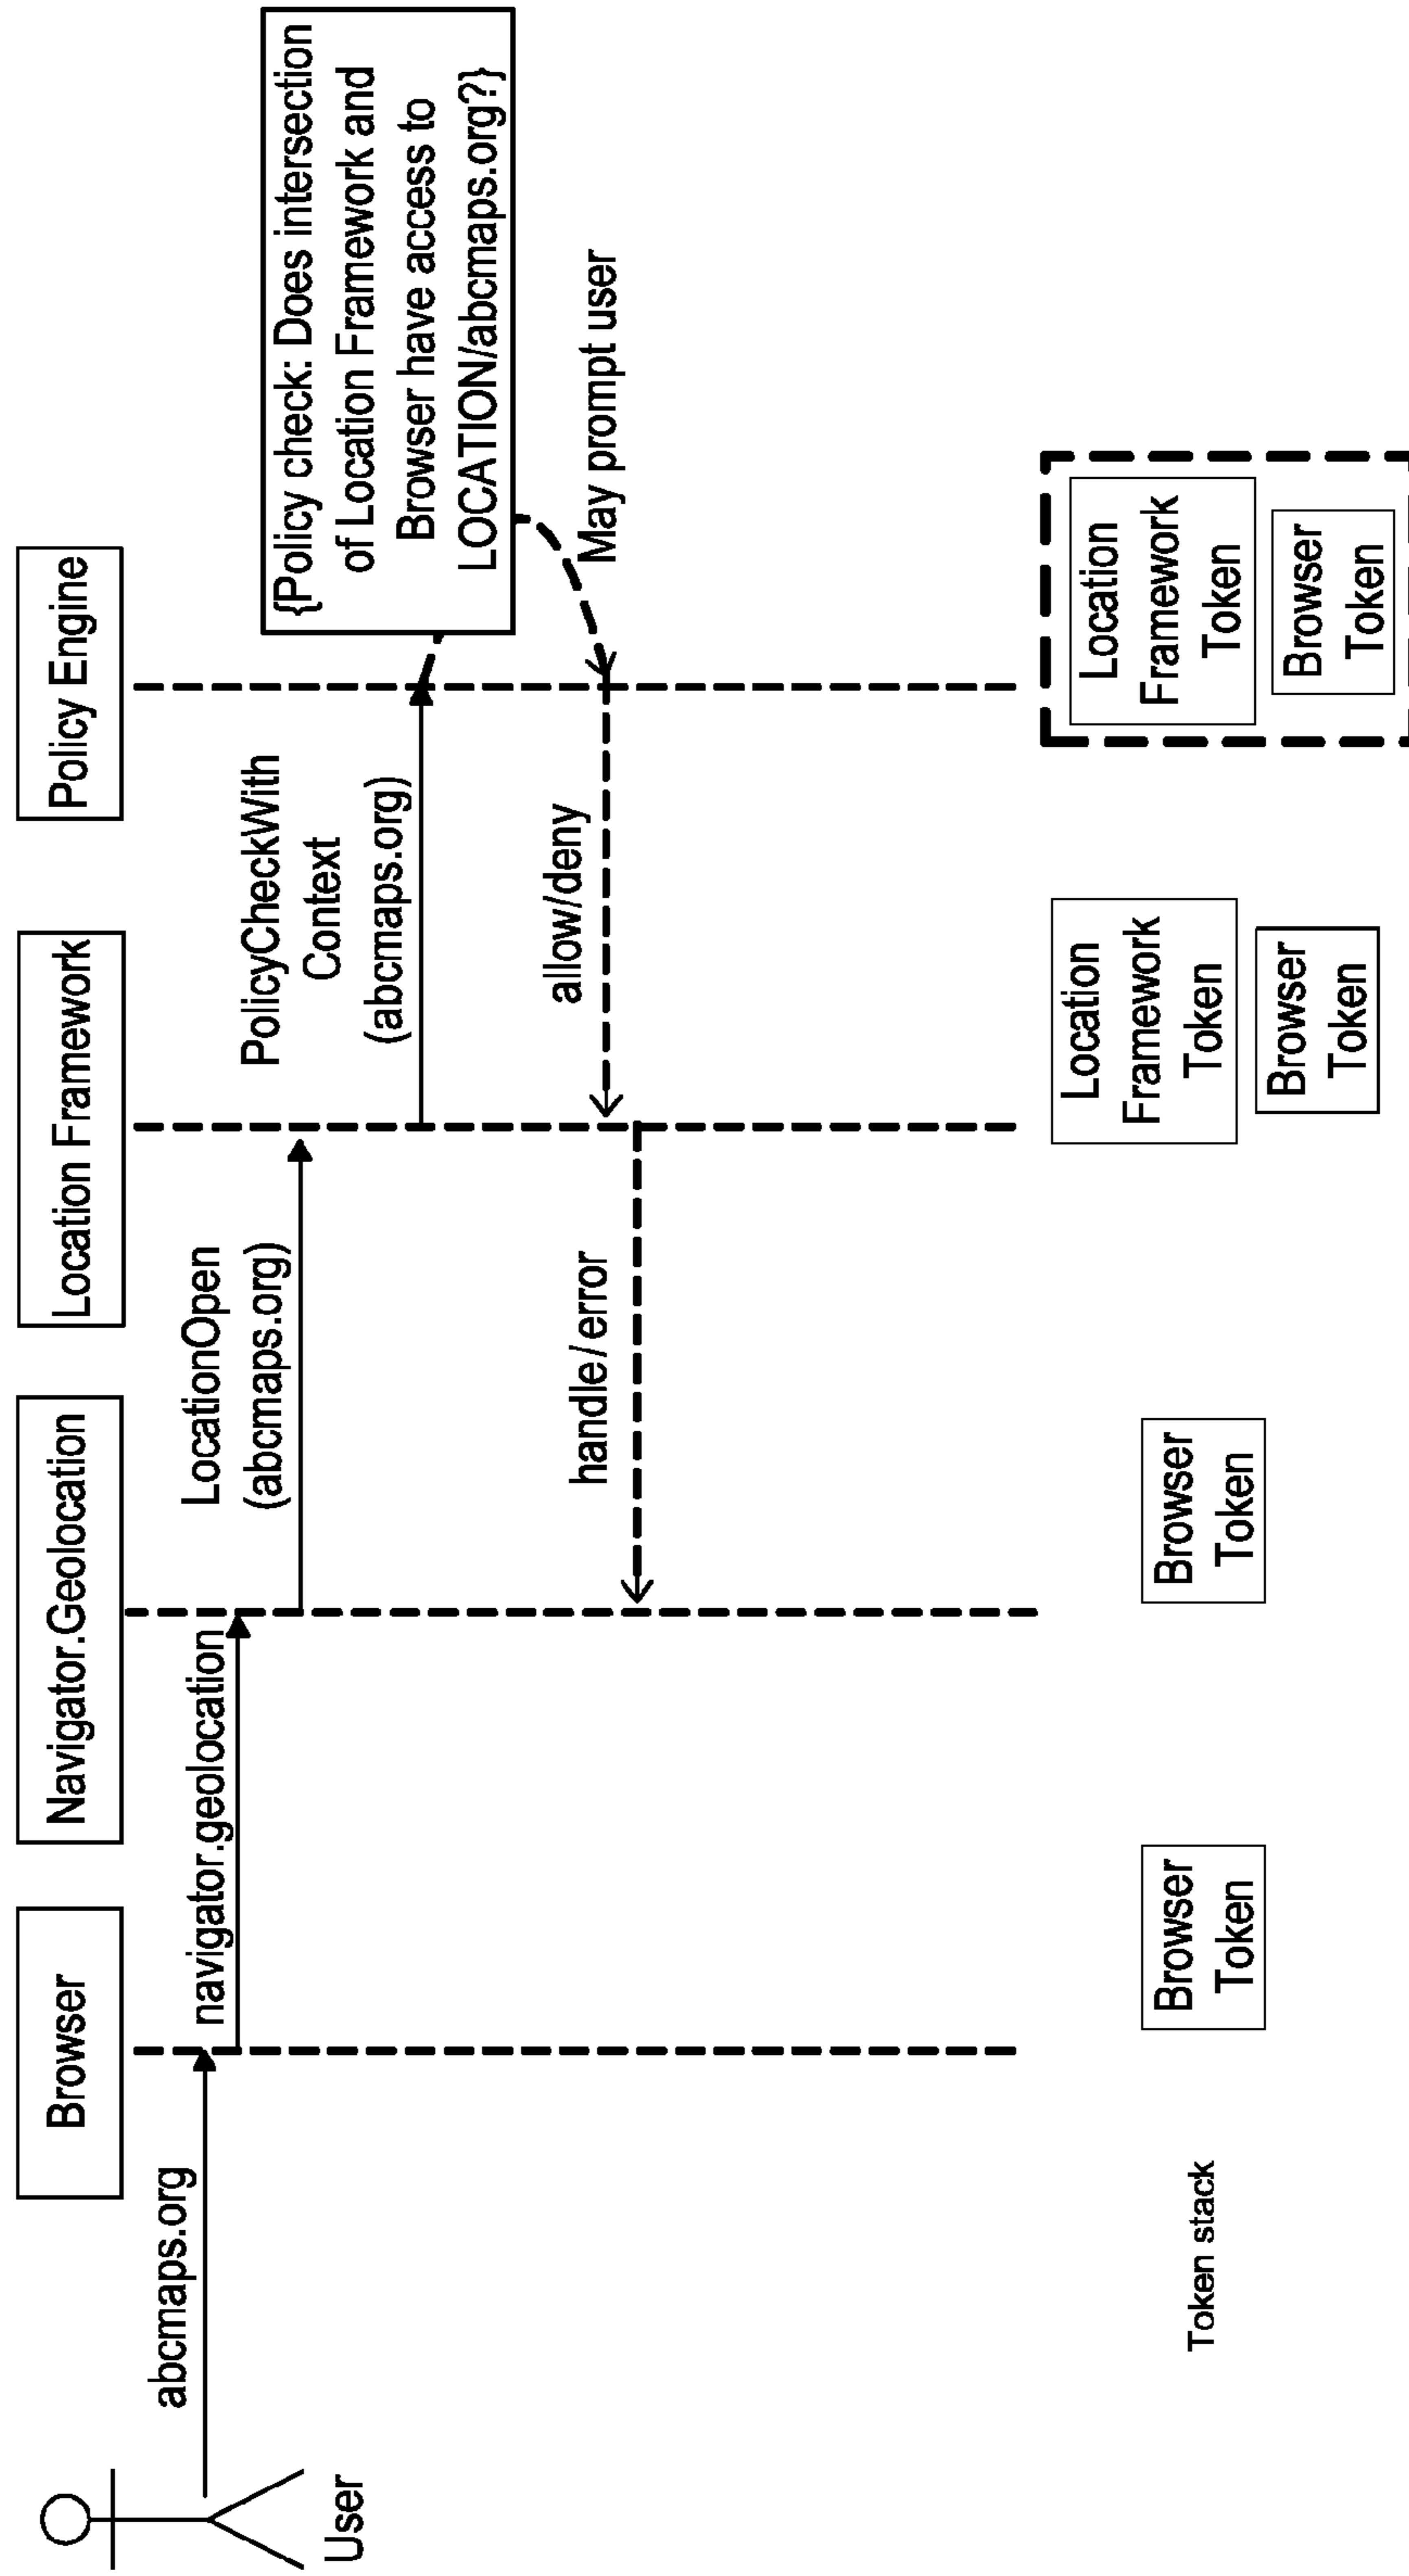 Browser
Navigator.Geolocation
Location Framework
Policy Engine
abcmaps.org
navigator.geolocation
LocationOpen
(abcmaps.org)
PolicyCheckWith
Context
(abcmaps.org)
{Policy check: Does intersection
of Location Framework and
Browser have access to
LOCATION/abcmaps.org?}
User
allow/deny
May prompt user
handle/error
Token stack
Browser
Token
Browser
Token
Location
Framework
Token
Browser
Token
Location
Framework
Token
Browser
Token